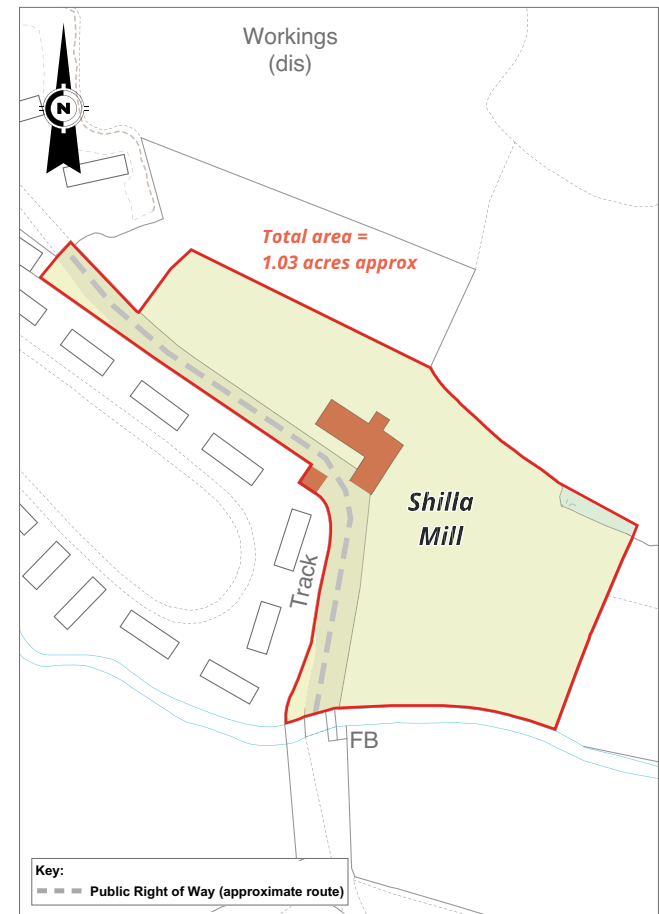 Workings
(dis)
N
Total area =
1.03 acres approx
Shilla
Mill
Track
FB
Key:
Public Right of Way (approximate route)